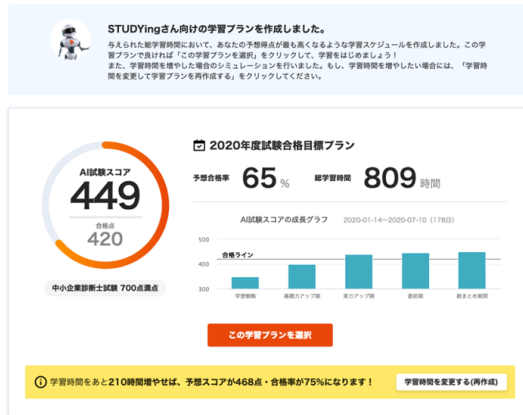 STUDYingさん向けの学習プランを作成しました。
与えられた総学習時間において、あなたの予想得点が最も高くなるような学習スケジュールを作成しました。この学
習プランで良ければ「この学習プランを選択」をクリックして、学習をはじめましょう！
また、学習時間を増やした場合のシミュレーションを行いました。もし、学習時間を増やしたい場合には、「学習時
間を変更して学習プランを再作成する」をクリックしてください。
2020年度試験合格目標プラン
AI試験スコア
449
合格点
420
中小企業診断士試験 700点満点
予想合格率 65 % 総学習時間 809 時間
AI試験スコアの成長グラフ 2020-01-14〜2020-07-10（178日）
500
合格ライン
400
300
学習戦略 基礎力アップ期 実力アップ期 直前期 総まとめ期間
この学習プランを選択
学習時間をあと210時間増やせば、予想スコアが468点・合格率が75%になります！ 学習時間を変更する(再作成)